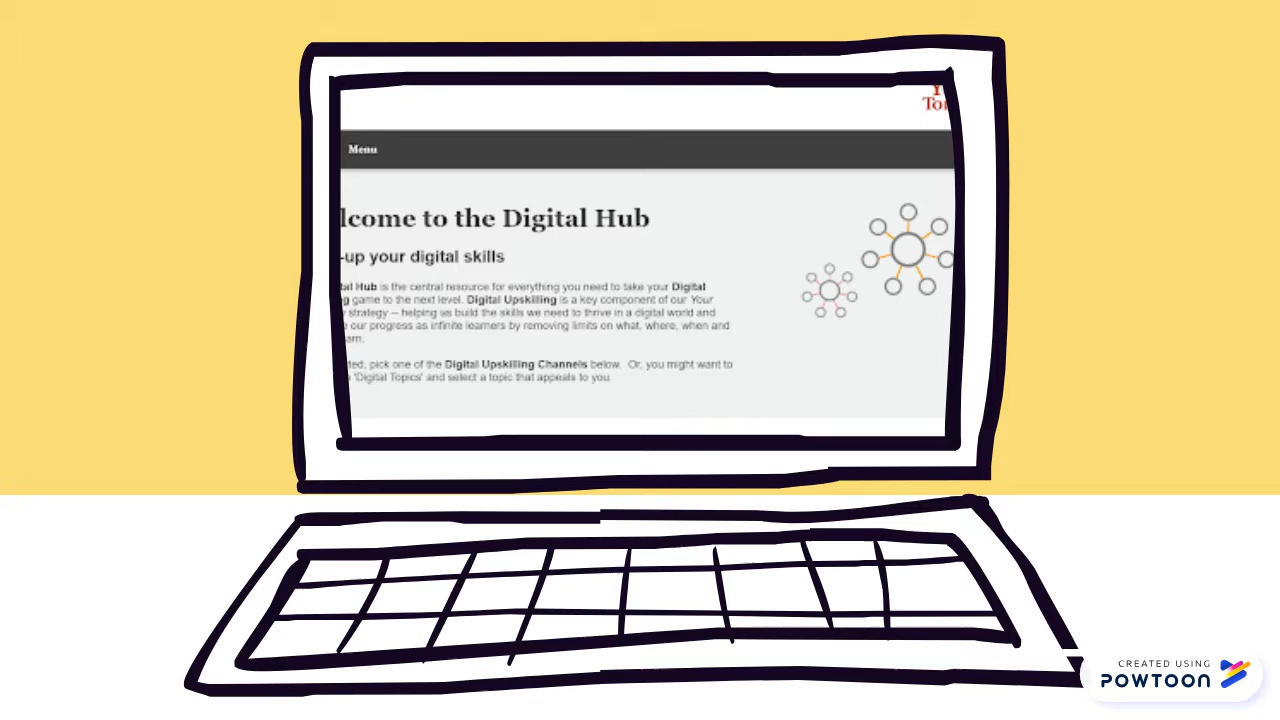 Y
To
Menu
lcome to the Digital Hub
-up your digital skills
tal Hub is the central resource for everything you need to take your Digital
g game to the next level. Digital Upskilling is a key component of our Your
y strategy – helping us build the skills we need to thrive in a digital world and
e our progress as infinite learners by removing limits on what, where, when and
arn.
ted, pick one of the Digital Upskilling Channels below. Or, you might want to
'Digital Topics' and select a topic that appeals to you.
CREATED USING
POWTOON